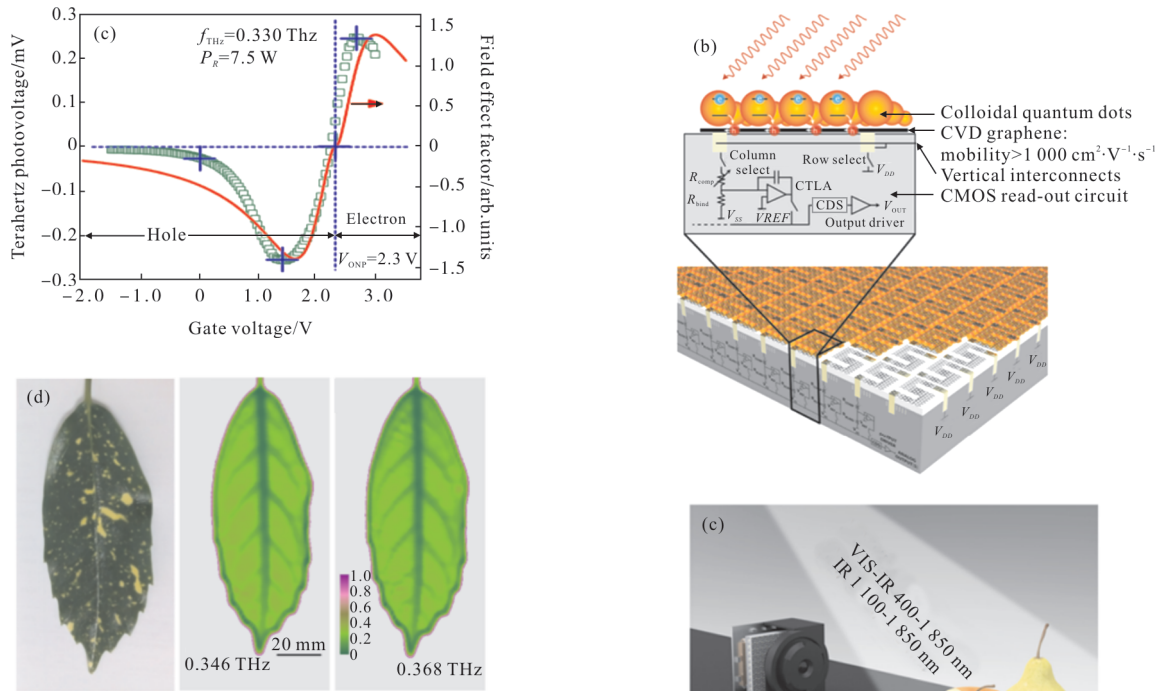 (c)
f_THz=0.330 Thz
P_R=7.5 W
Terahertz photovoltage/mV
0.3
0.2
0.1
0
−0.1
−0.2
0.3
1.5
1.0
0.5
0
−0.5
−1.0
−1.5
Field effect factor/arb.units
Hole
Electron
V_ONP=2.3 V
−2.0 −1.0 0 1.0 2.0 3.0
Gate voltage/V
(b)
Colloidal quantum dots
CVD graphene:
mobility>1 000 cm²·V⁻¹·s⁻¹
Vertical interconnects
CMOS read-out circuit
Column
select
Row select
V_DD
R_comp
R_bind
CTLA
V_SS
VREF
CDS
V_OUT
Output driver
V_DD
V_DD
V_DD
V_DD
V_DD
(d)
1.0
0.8
0.6
0.4
0.2
0
20 mm
0.346 THz
0.368 THz
(c)
VIS-IR 400-1 850 nm
IR 1 100-1 850 nm